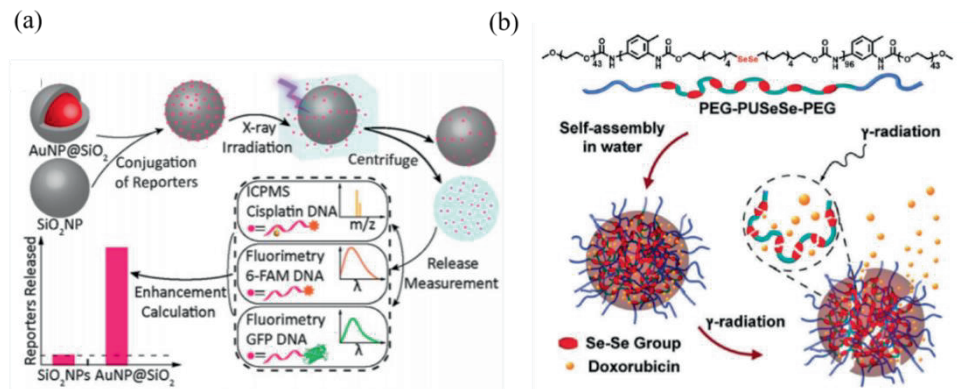 (a)
AuNP@SiO2
SiO2NP
Conjugation
of Reporters
X-ray
Irradiation
Centrifuge
ICPMS
Cisplatin DNA
m/z
Fluorimetry
6-FAM DNA
λ
Fluorimetry
GFP DNA
λ
Release
Measurement
Enhancement
Calculation
Reporters Released
SiO2NPs AuNP@SiO2
(b)
O O 43 O N H N H O O 4 SeSe 4 O O N H 96 N H O O 43 O
PEG-PUSeSe-PEG
Self-assembly
in water
γ-radiation
γ-radiation
Se-Se Group
Doxorubicin